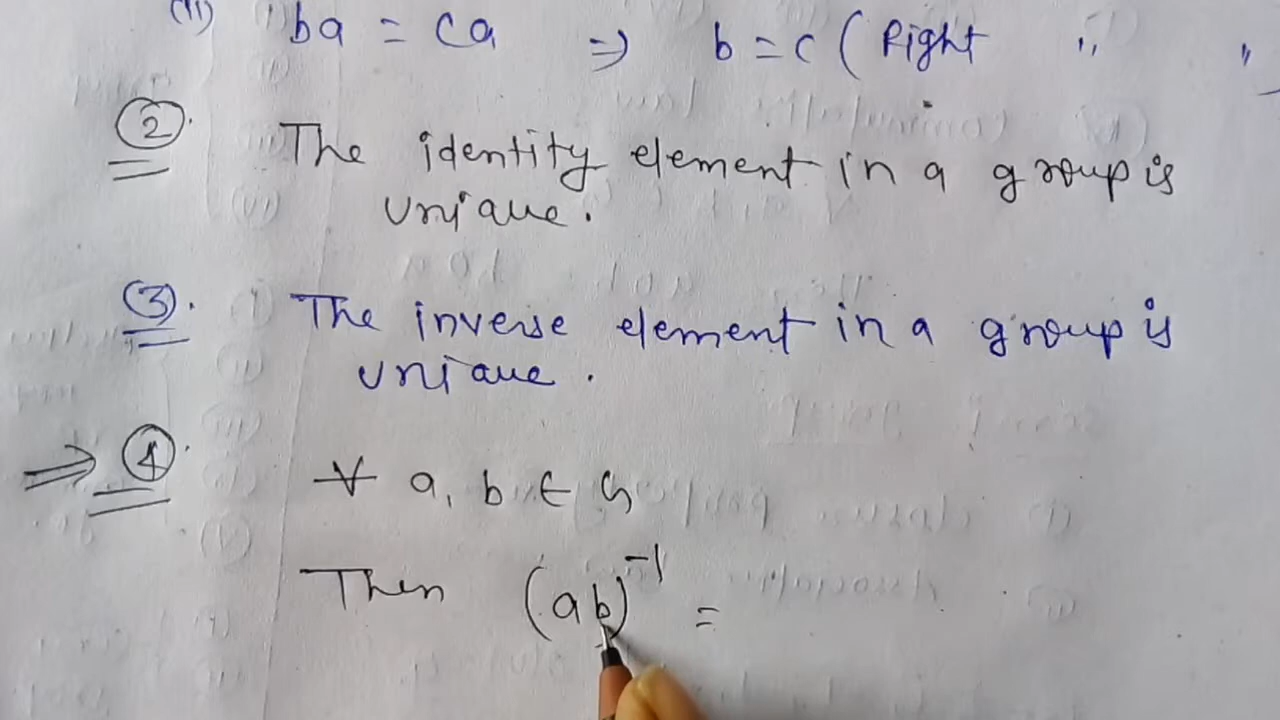 (ii) ba = ca ⇒ b = c ( Right " "
(2). The identity element in a group is
unique.
(3). The inverse element in a group is
unique.
⇒ (4). ∀ a, b ∈ G
Then (ab)⁻¹ =